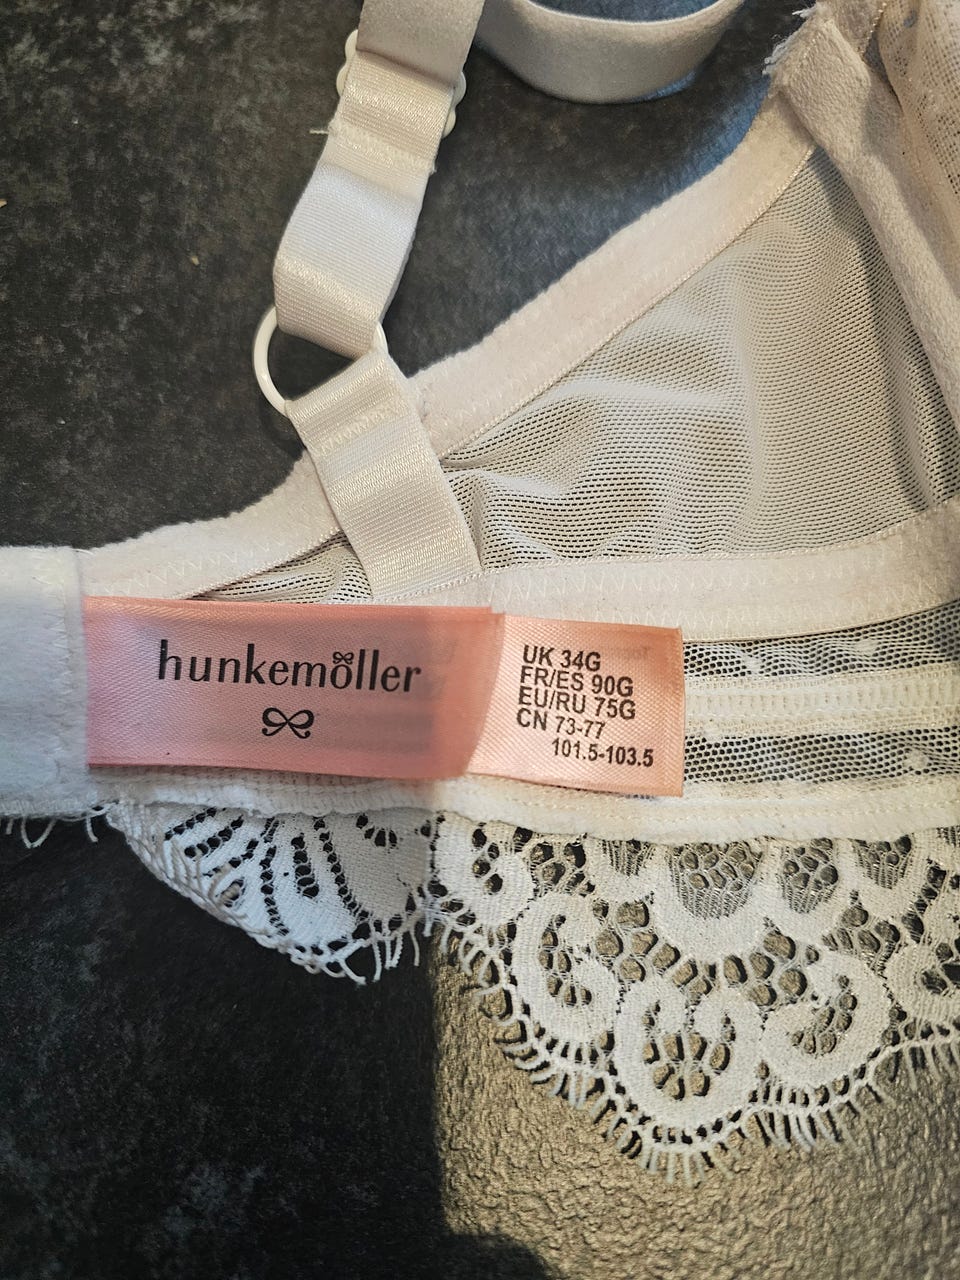 hunkemöller
UK 34G
FR/ES 90G
EU/RU 75G
CN 73-77
101.5-103.5